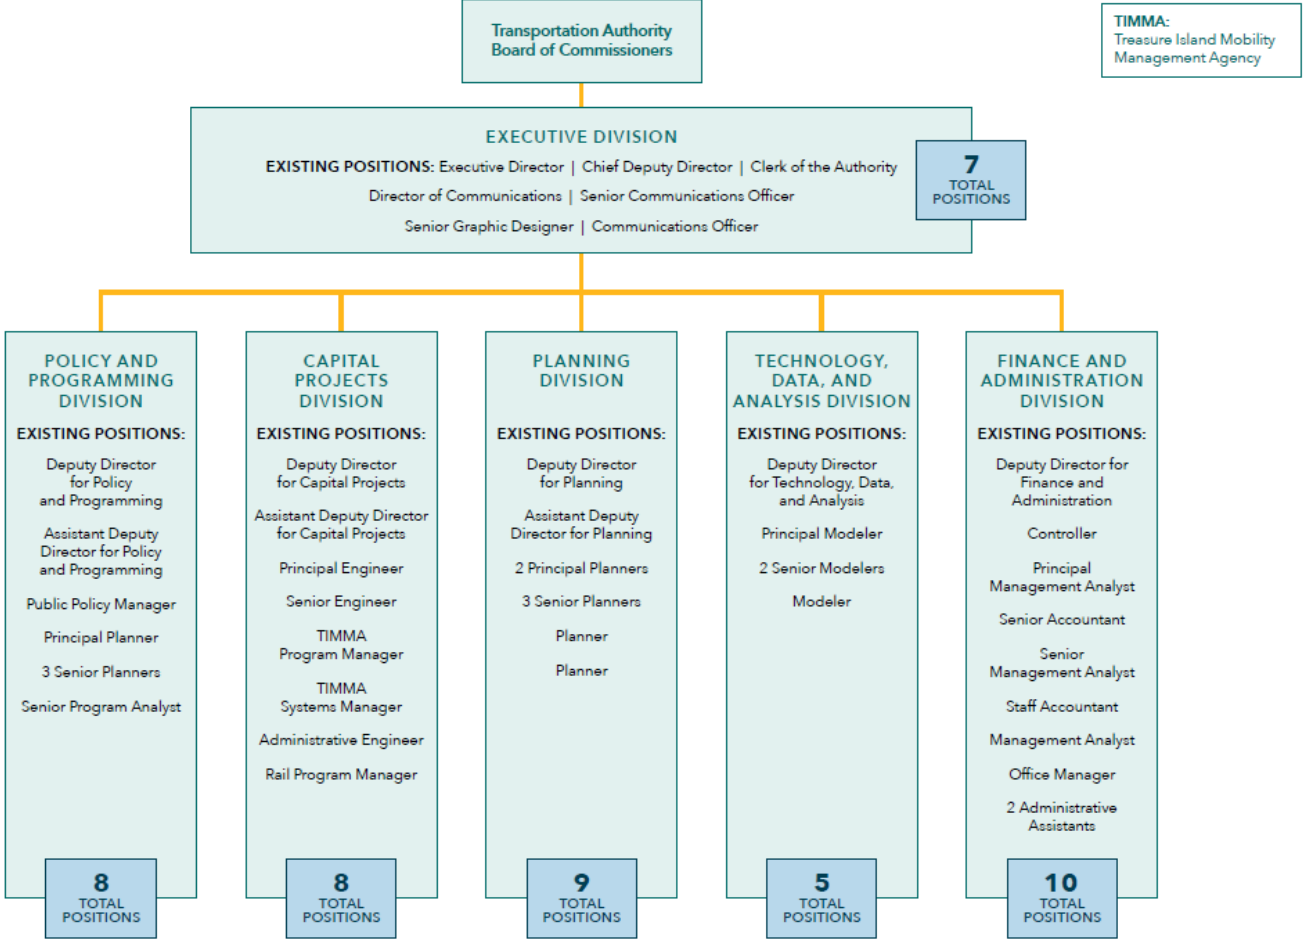 Transportation Authority
Board of Commissioners
TIMMA:
Treasure Island Mobility
Management Agency
EXECUTIVE DIVISION
EXISTING POSITIONS: Executive Director | Chief Deputy Director | Clerk of the Authority
Director of Communications | Senior Communications Officer
Senior Graphic Designer | Communications Officer
7
TOTAL
POSITIONS
POLICY AND
PROGRAMMING
DIVISION
EXISTING POSITIONS:
Deputy Director
for Policy
and Programming
Assistant Deputy
Director for Policy
and Programming
Public Policy Manager
Principal Planner
3 Senior Planners
Senior Program Analyst
8
TOTAL
POSITIONS
CAPITAL
PROJECTS
DIVISION
EXISTING POSITIONS:
Deputy Director
for Capital Projects
Assistant Deputy Director
for Capital Projects
Principal Engineer
Senior Engineer
TIMMA
Program Manager
TIMMA
Systems Manager
Administrative Engineer
Rail Program Manager
8
TOTAL
POSITIONS
PLANNING
DIVISION
EXISTING POSITIONS:
Deputy Director
for Planning
Assistant Deputy
Director for Planning
2 Principal Planners
3 Senior Planners
Planner
Planner
9
TOTAL
POSITIONS
TECHNOLOGY,
DATA, AND
ANALYSIS DIVISION
EXISTING POSITIONS:
Deputy Director
for Technology, Data,
and Analysis
Principal Modeler
2 Senior Modelers
Modeler
5
TOTAL
POSITIONS
FINANCE AND
ADMINISTRATION
DIVISION
EXISTING POSITIONS:
Deputy Director for
Finance and
Administration
Controller
Principal
Management Analyst
Senior Accountant
Senior
Management Analyst
Staff Accountant
Management Analyst
Office Manager
2 Administrative
Assistants
10
TOTAL
POSITIONS